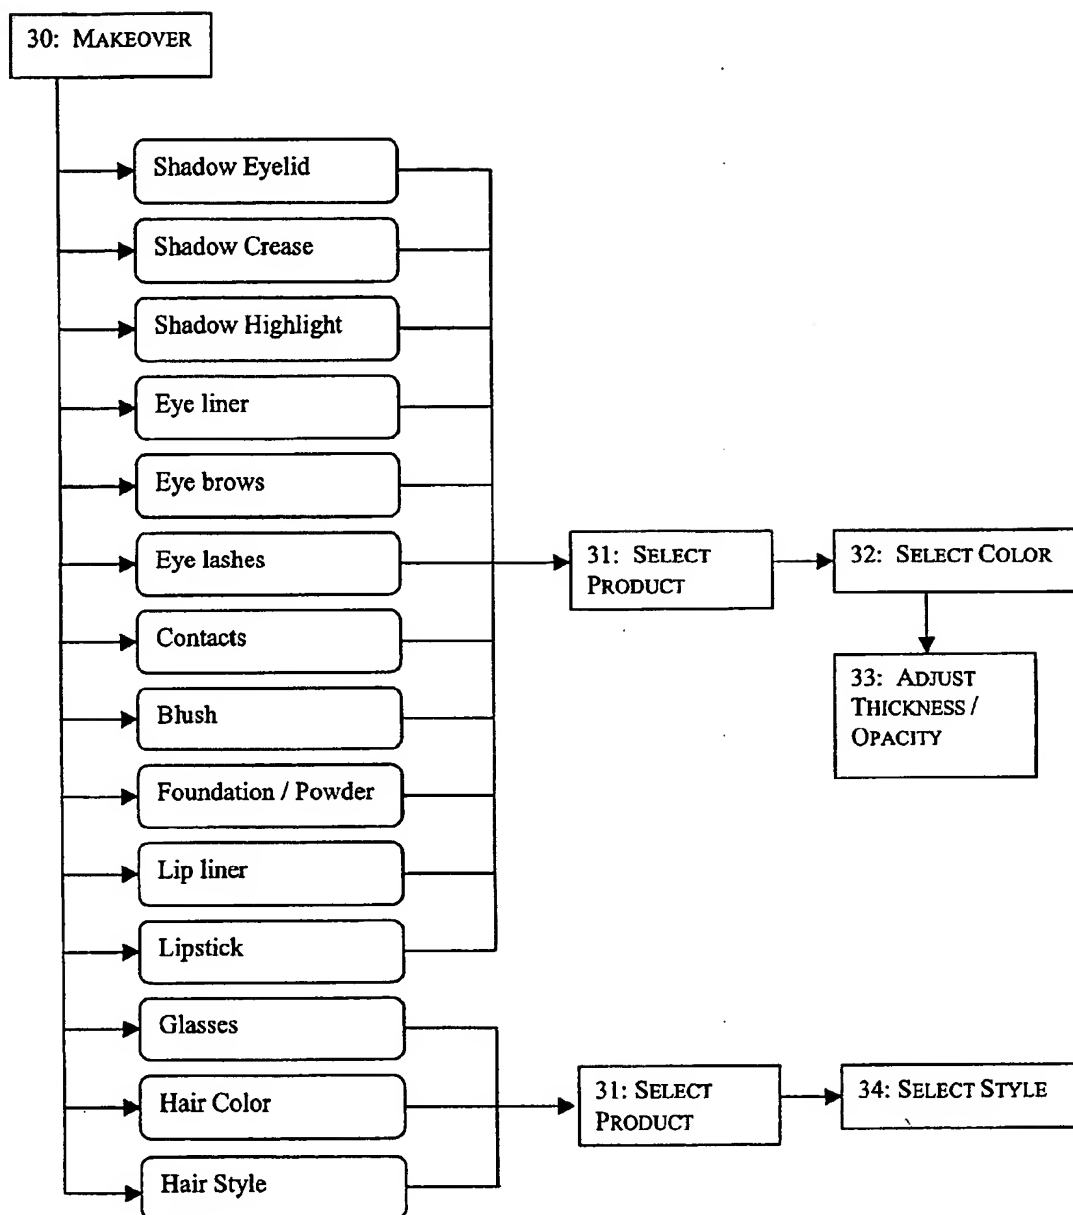 30: MAKEOVER
Shadow Eyelid
Shadow Crease
Shadow Highlight
Eye liner
Eye brows
Eye lashes
Contacts
Blush
Foundation / Powder
Lip liner
Lipstick
31: SELECT
PRODUCT
32: SELECT COLOR
33: ADJUST
THICKNESS /
OPACITY
Glasses
Hair Color
Hair Style
31: SELECT
PRODUCT
34: SELECT STYLE